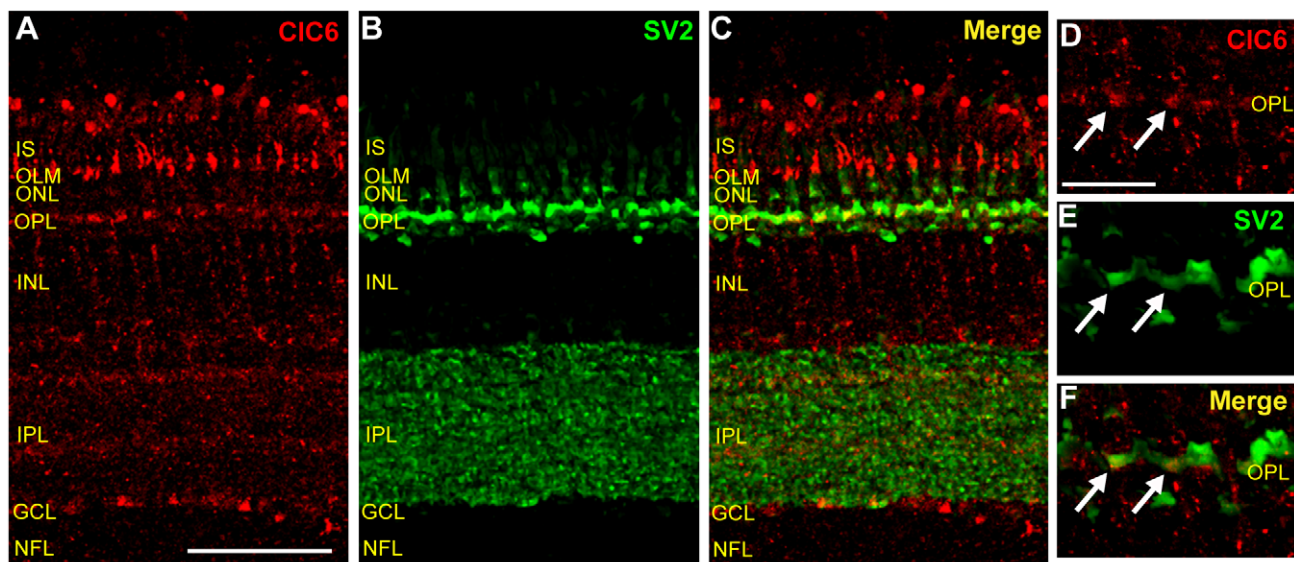 A
ClC6
IS
OLM
ONL
OPL
INL
IPL
GCL
NFL
B
SV2
IS
OLM
ONL
OPL
INL
IPL
GCL
NFL
C
Merge
IS
OLM
ONL
OPL
INL
IPL
GCL
NFL
D
ClC6
OPL
E
SV2
OPL
F
Merge
OPL